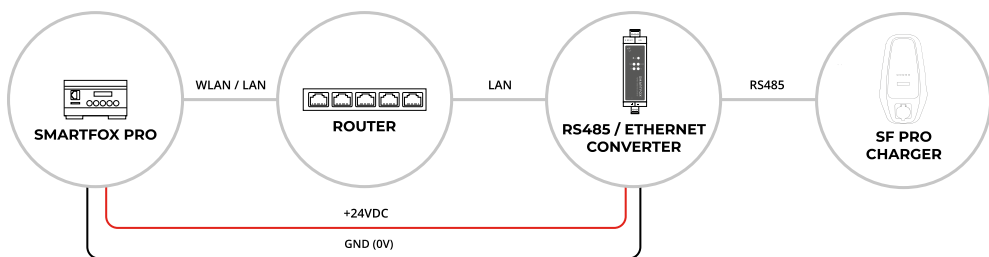 WLAN / LAN
LAN
RS485
SMARTFOX PRO
ROUTER
RS485 / ETHERNET
CONVERTER
SF PRO
CHARGER
+24VDC
GND (0V)